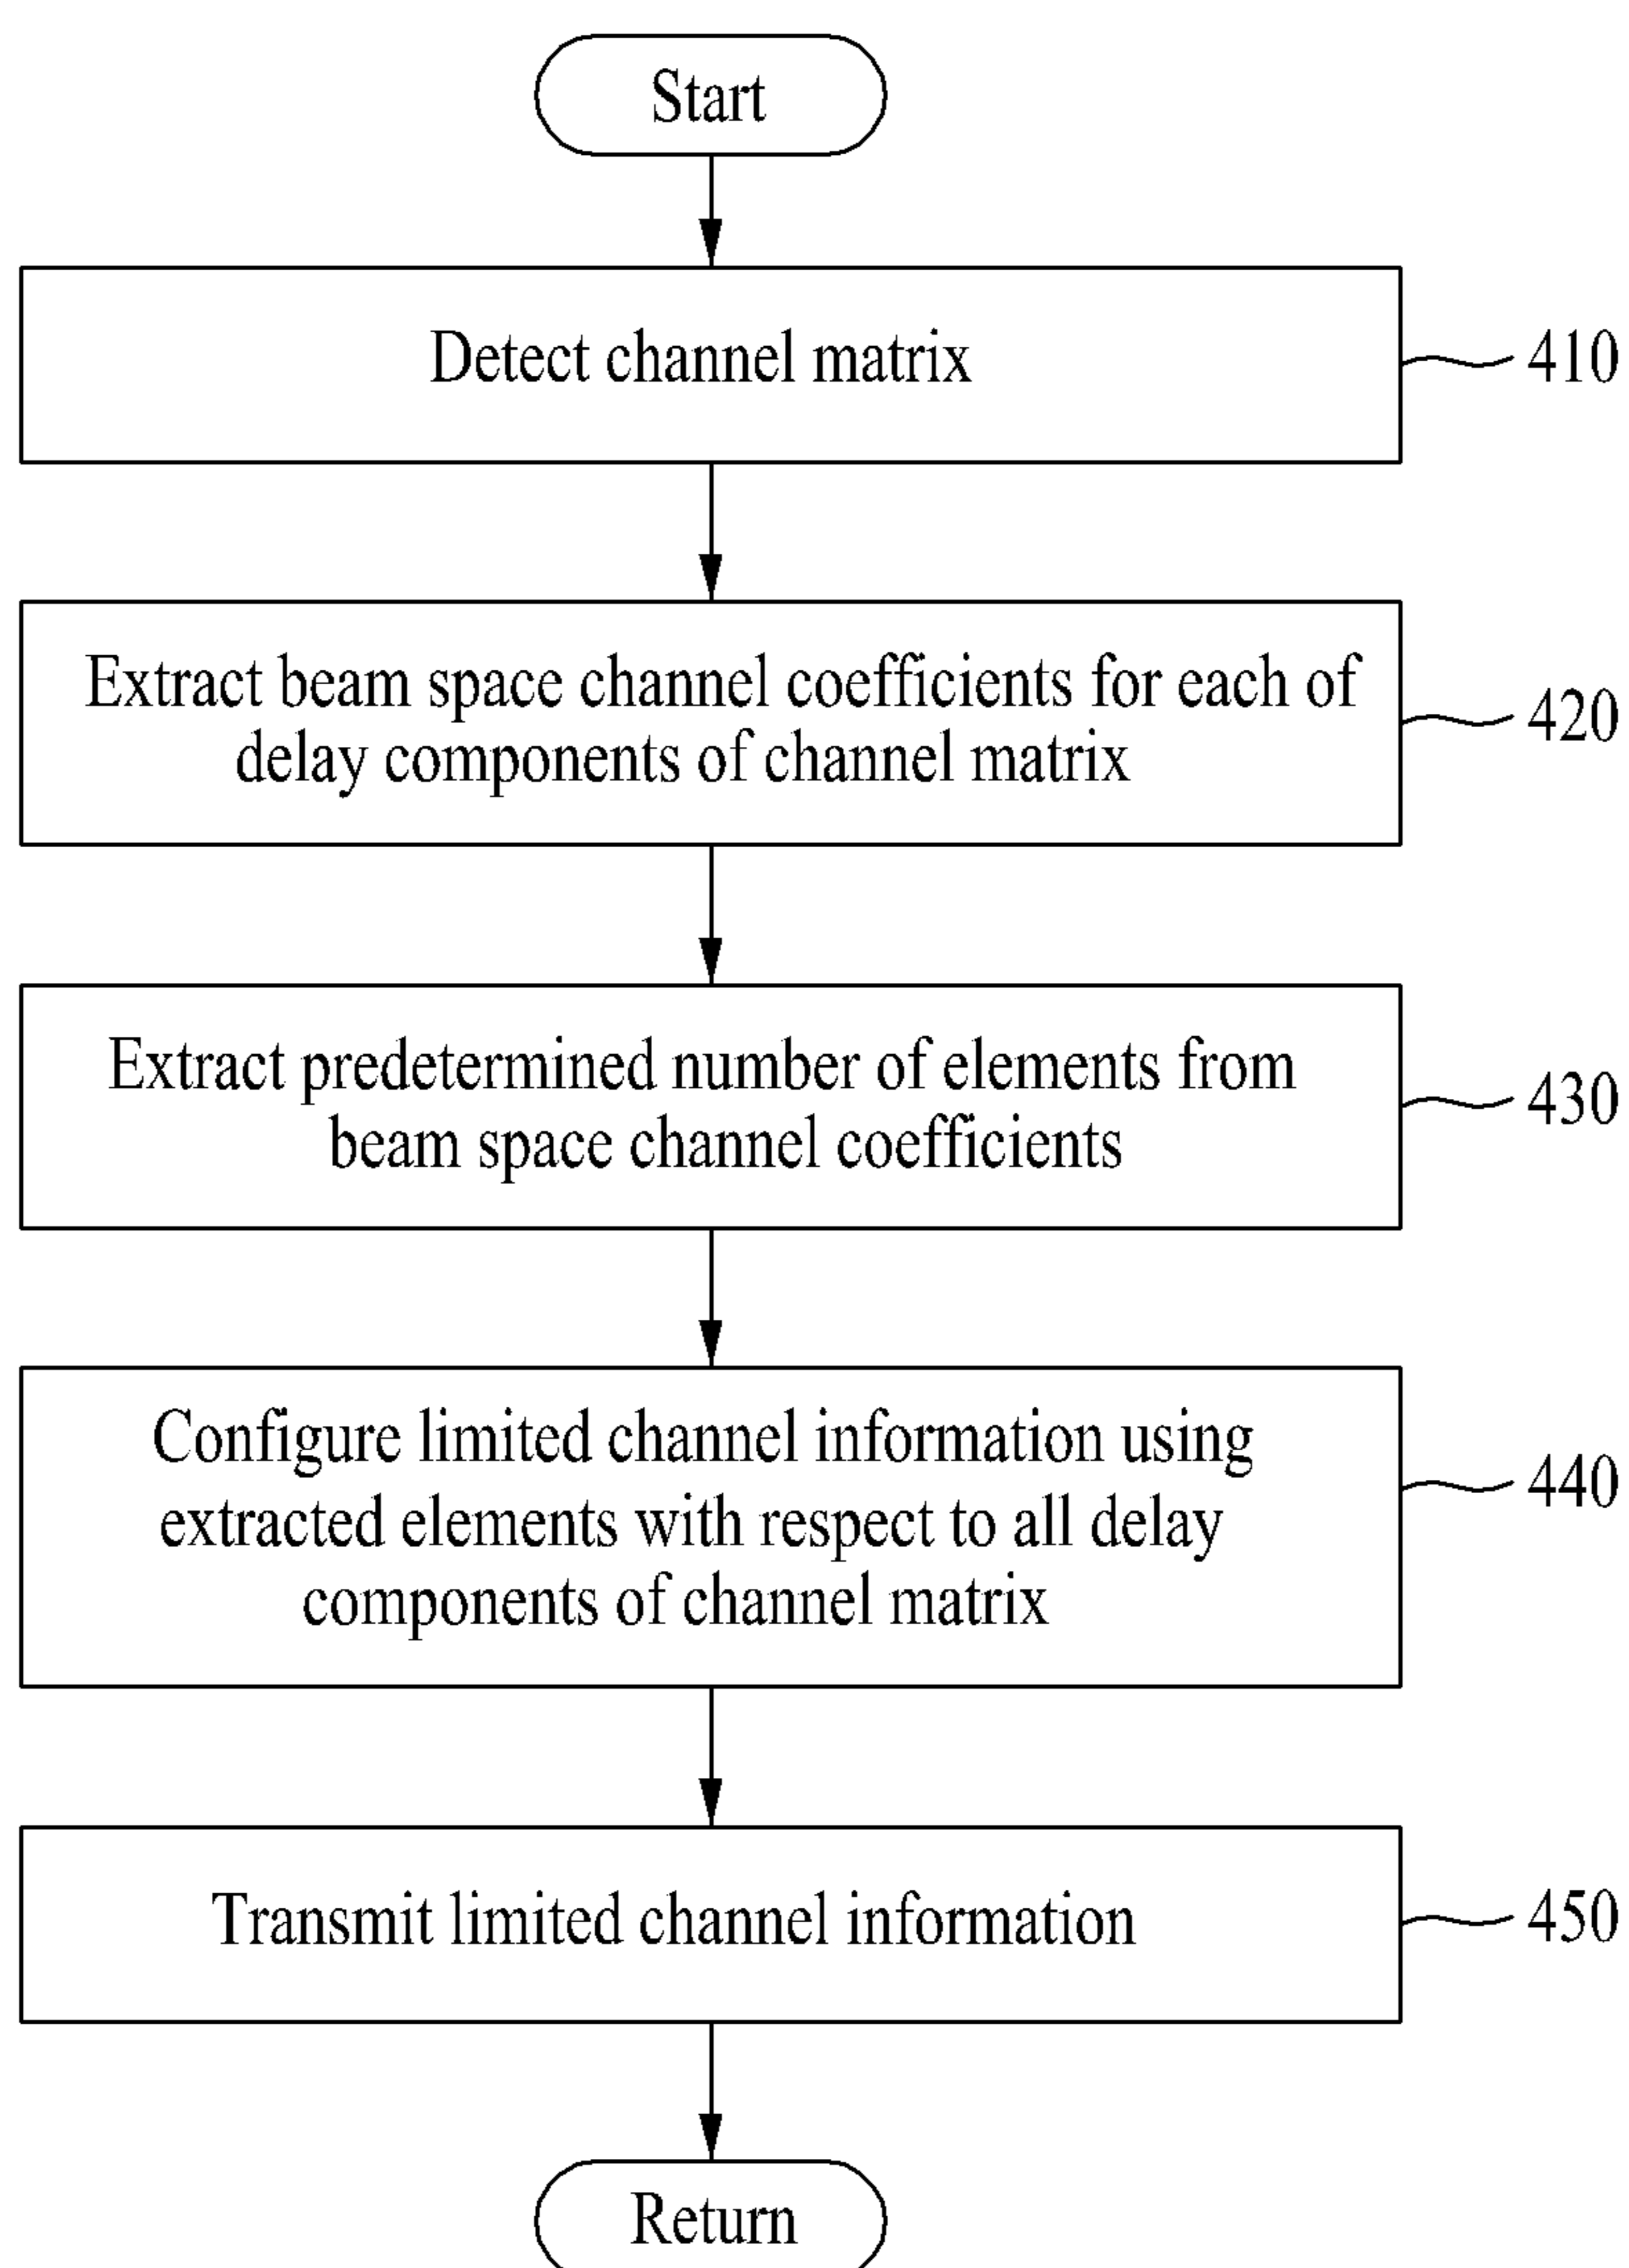 Start
Detect channel matrix
410
Extract beam space channel coefficients for each of
delay components of channel matrix
420
Extract predetermined number of elements from
beam space channel coefficients
430
Configure limited channel information using
extracted elements with respect to all delay
components of channel matrix
440
Transmit limited channel information
450
Return